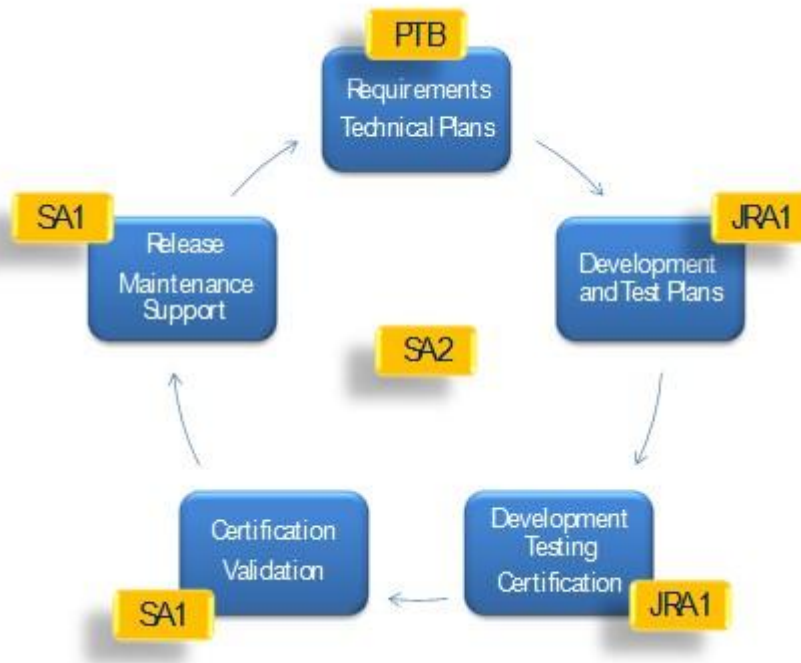 PTB
Requirements
Technical Plans
SA1
Release
Maintenance
Support
JRA1
Development
and Test Plans
SA2
Certification
Validation
SA1
Development
Testing
Certification
JRA1